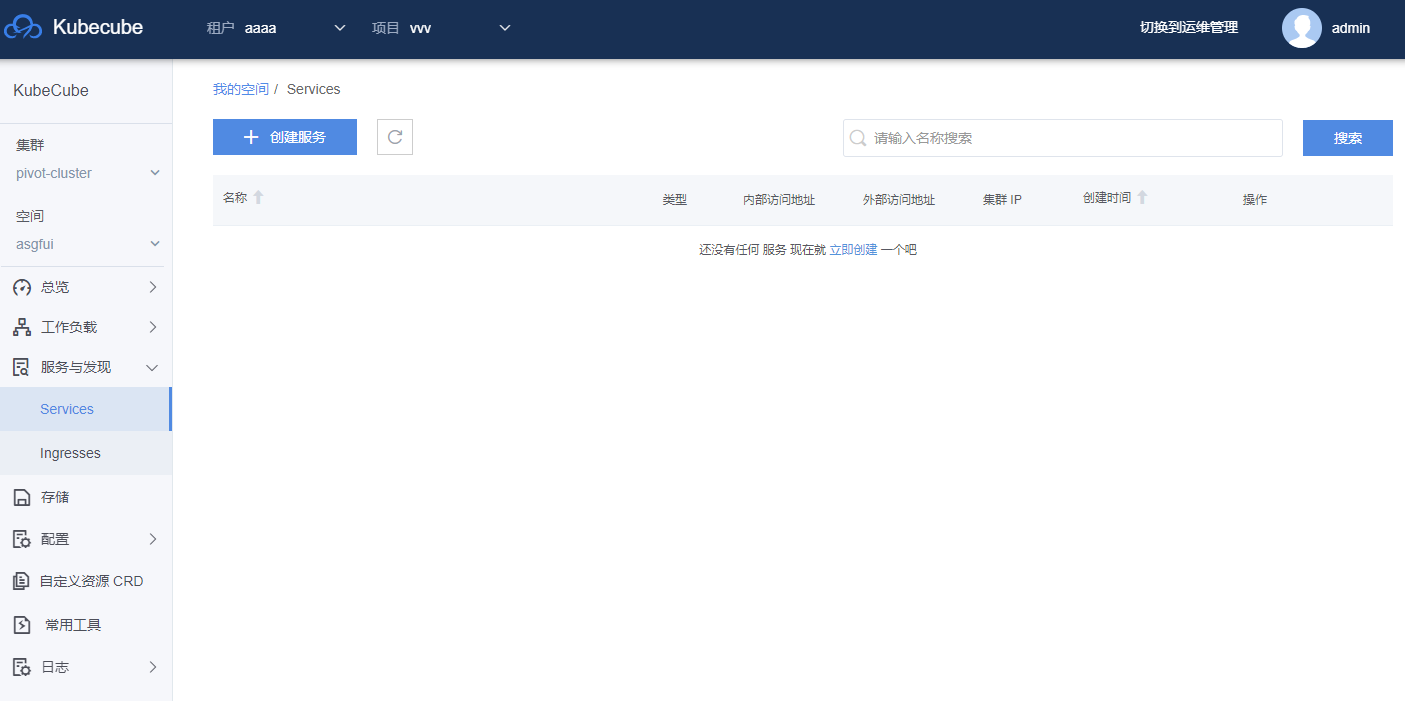 Kubecube 租户 aaaa 项目 vvv 切换到运维管理 admin
KubeCube
集群
pivot-cluster
空间
asgfui
总览
工作负载
服务与发现
Services
Ingresses
存储
配置
自定义资源 CRD
常用工具
日志
我的空间 / Services
创建服务 请输入名称搜索 搜索
名称 类型 内部访问地址 外部访问地址 集群 IP 创建时间 操作
还没有任何 服务 现在就 立即创建 一个吧